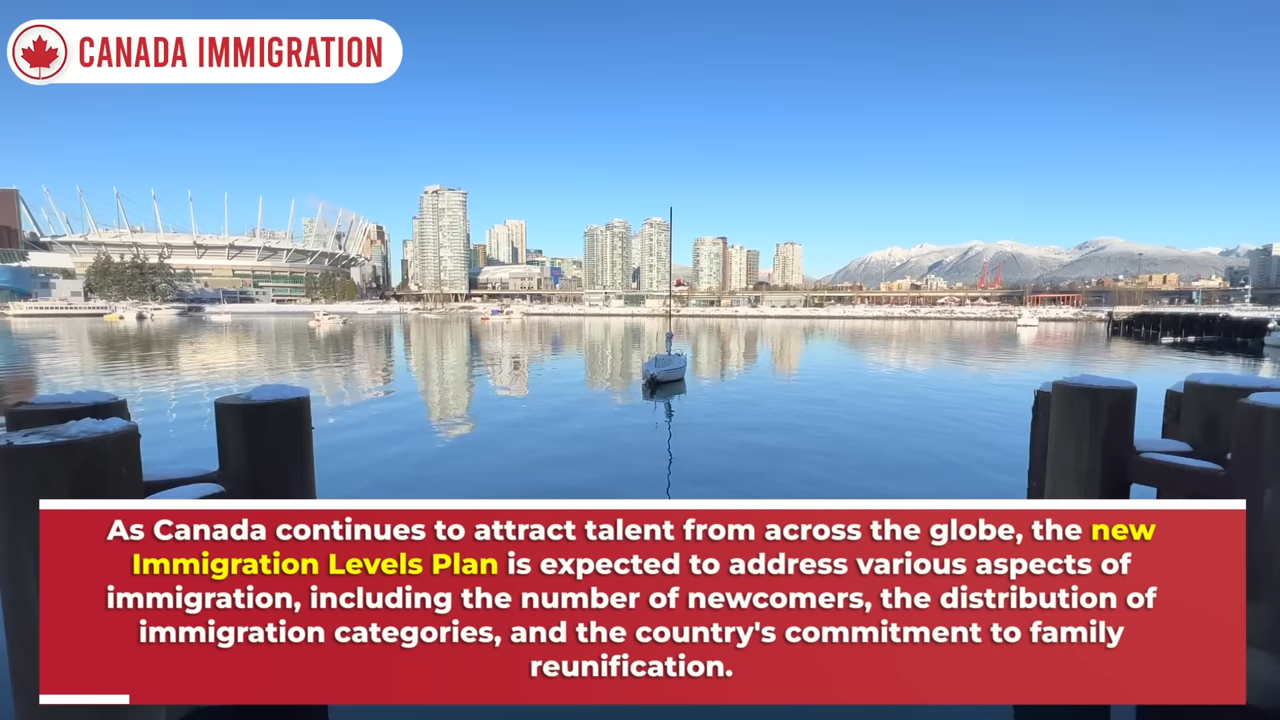 CANADA IMMIGRATION
As Canada continues to attract talent from across the globe, the new
Immigration Levels Plan is expected to address various aspects of
immigration, including the number of newcomers, the distribution of
immigration categories, and the country's commitment to family
reunification.